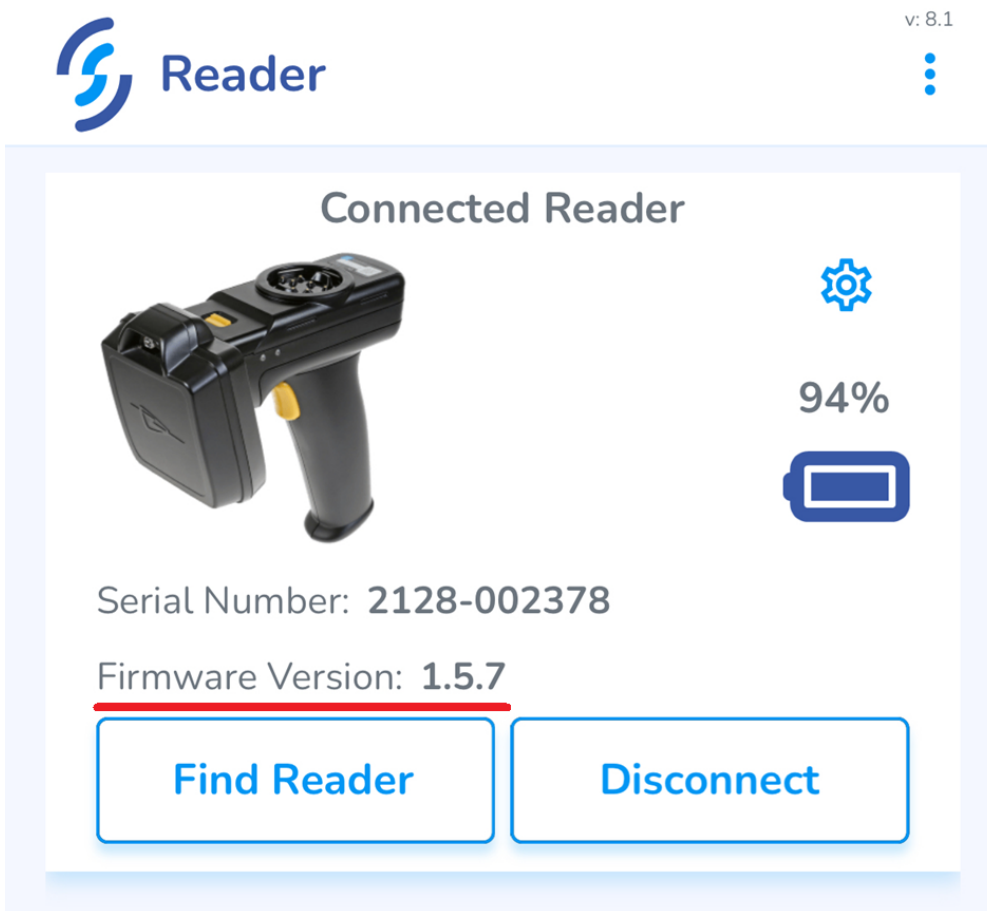 v: 8.1
Reader
Connected Reader
94%
Serial Number: 2128-002378
Firmware Version: 1.5.7
Find Reader
Disconnect